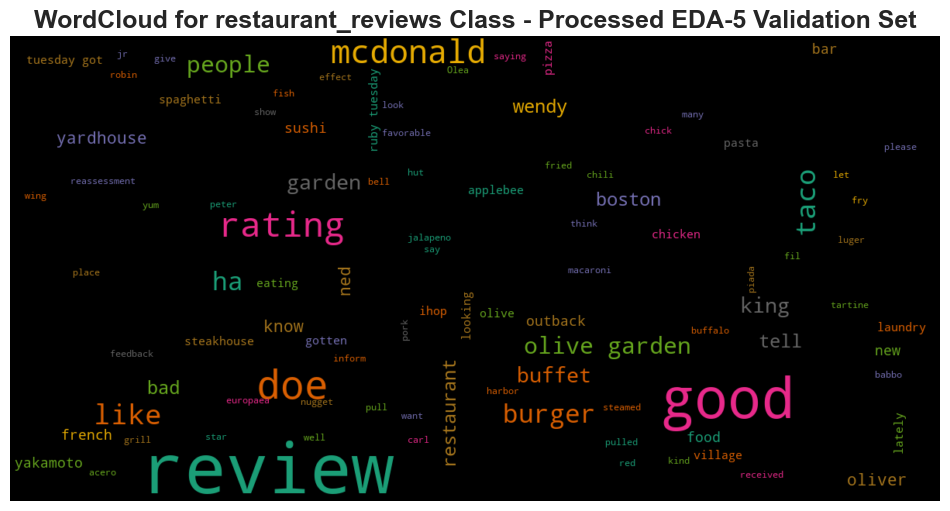 WordCloud for restaurant_reviews Class - Processed EDA-5 Validation Set
tuesday got
jr
give
people
mcdonald
saying
pizza
bar
robin
effect
Olea
spaghetti
fish
show
ruby tuesday
look
wendy
many
yardhouse
sushi
favorable
chick
pasta
please
reassessment
garden
bell
hut
applebee
fried
chili
boston
taco
let
wing
yum
peter
fry
rating
jalapeno
say
think
chicken
luger
fil
place
ha
eating
ned
macaroni
piada
king
tartine
know
ihop
looking
olive
outback
buffalo
laundry
steakhouse
gotten
pork
olive garden
tell
new
feedback
inform
bad
doe
restaurant
buffet
babbo
europaea
nugget
pull
harbor
steamed
good
like
want
burger
french
grill
star
well
carl
pulled
food
lately
yakamoto
acero
review
red
kind
village
received
oliver